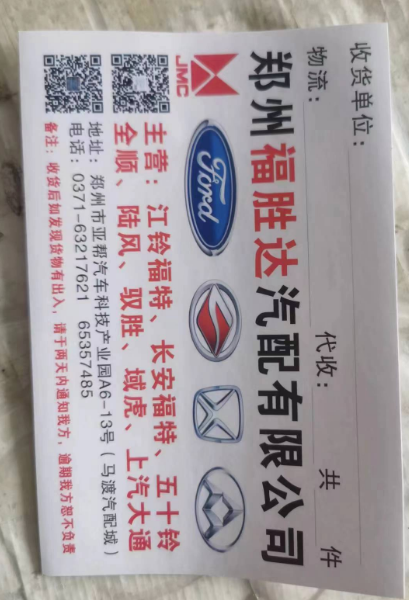 收货单位：
物流： 代收： 共 件
郑州福胜达汽配有限公司
JMC
Ford
主营：江铃福特、长安福特、五十铃
全顺、陆风、驭胜、域虎、上汽大通
地址：郑州市亚帮汽车科技产业园A6-13号（马渡汽配城）
电话：0371-63217621 65357485
备注：收货后如发现货物有出入，请于两天内通知我方，逾期我方恕不负责